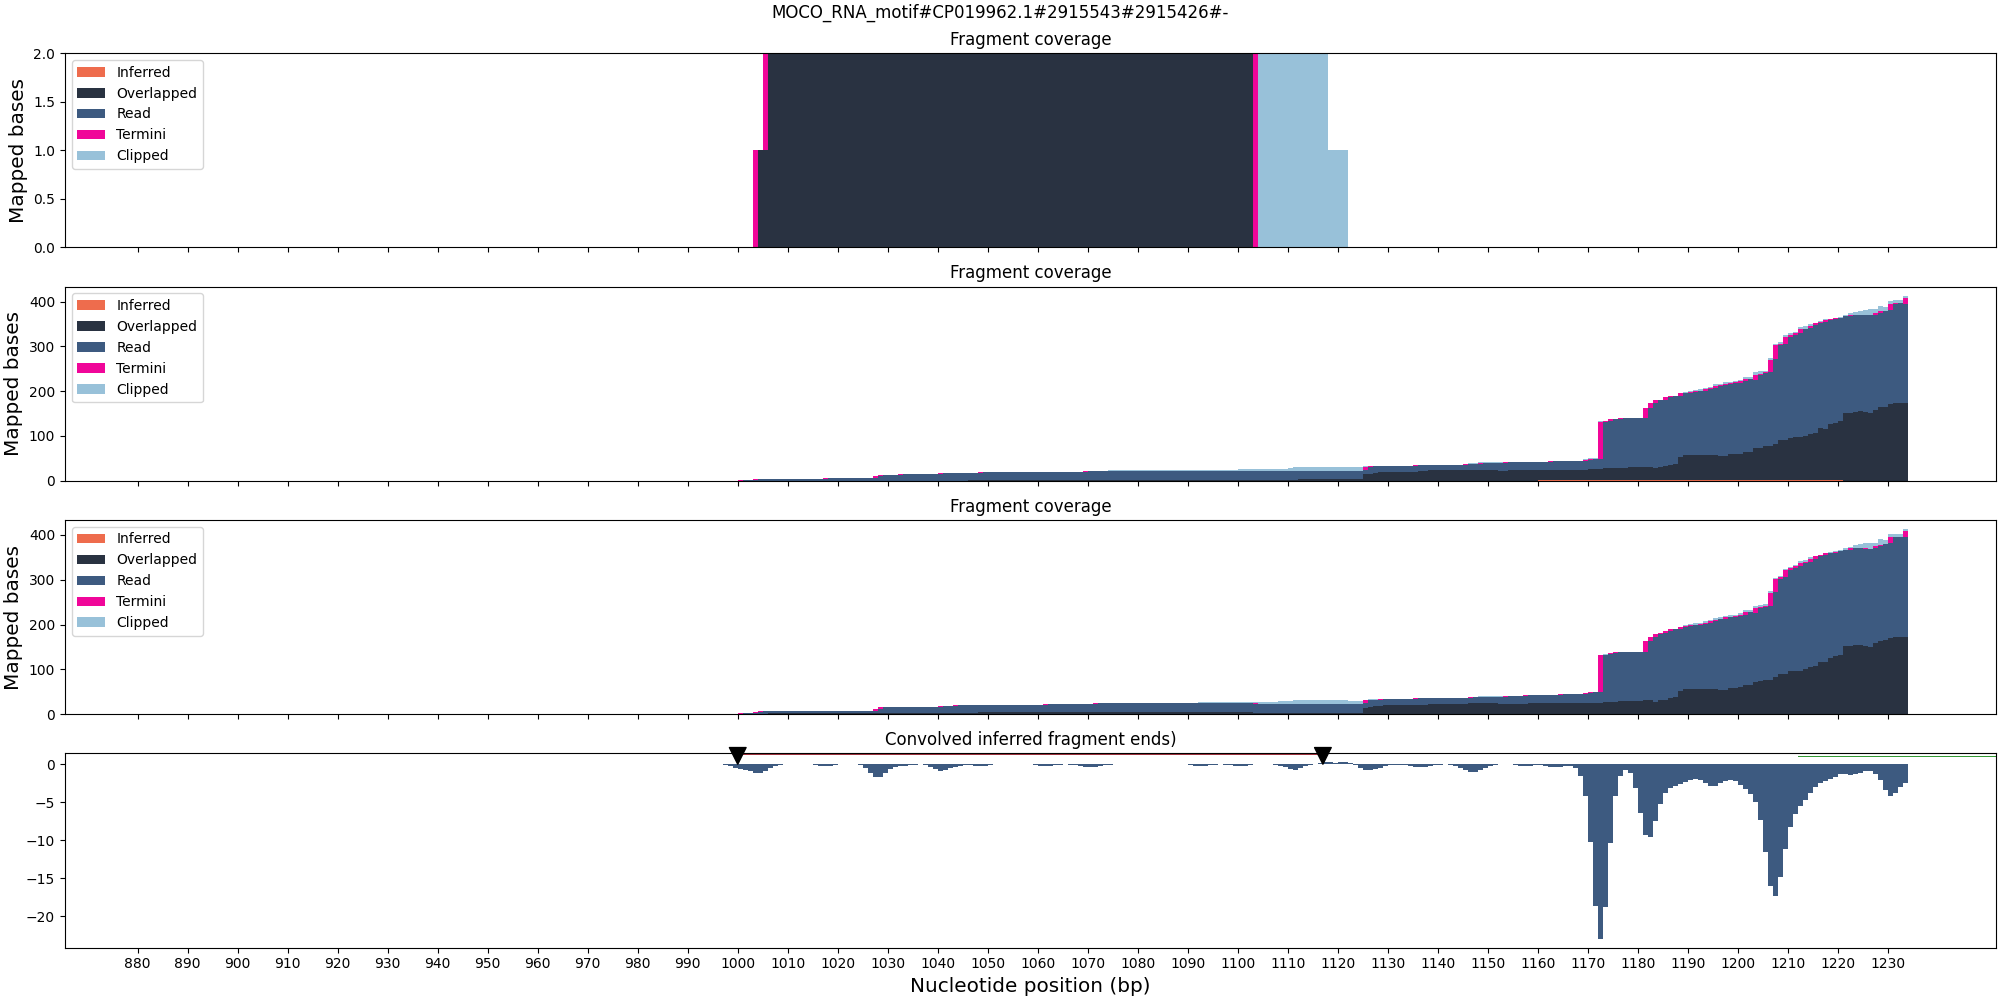 MOCO_RNA_motif#CP019962.1#2915543#2915426#-
Fragment coverage
Mapped bases
2.0
1.5
1.0
0.5
0.0
Inferred
Overlapped
Read
Termini
Clipped
Fragment coverage
Mapped bases
400
300
200
100
0
Inferred
Overlapped
Read
Termini
Clipped
Fragment coverage
Mapped bases
400
300
200
100
0
Inferred
Overlapped
Read
Termini
Clipped
Convolved inferred fragment ends)
0
−5
−10
−15
−20
880 890 900 910 920 930 940 950 960 970 980 990 1000 1010 1020 1030 1040 1050 1060 1070 1080 1090 1100 1110 1120 1130 1140 1150 1160 1170 1180 1190 1200 1210 1220 1230
Nucleotide position (bp)